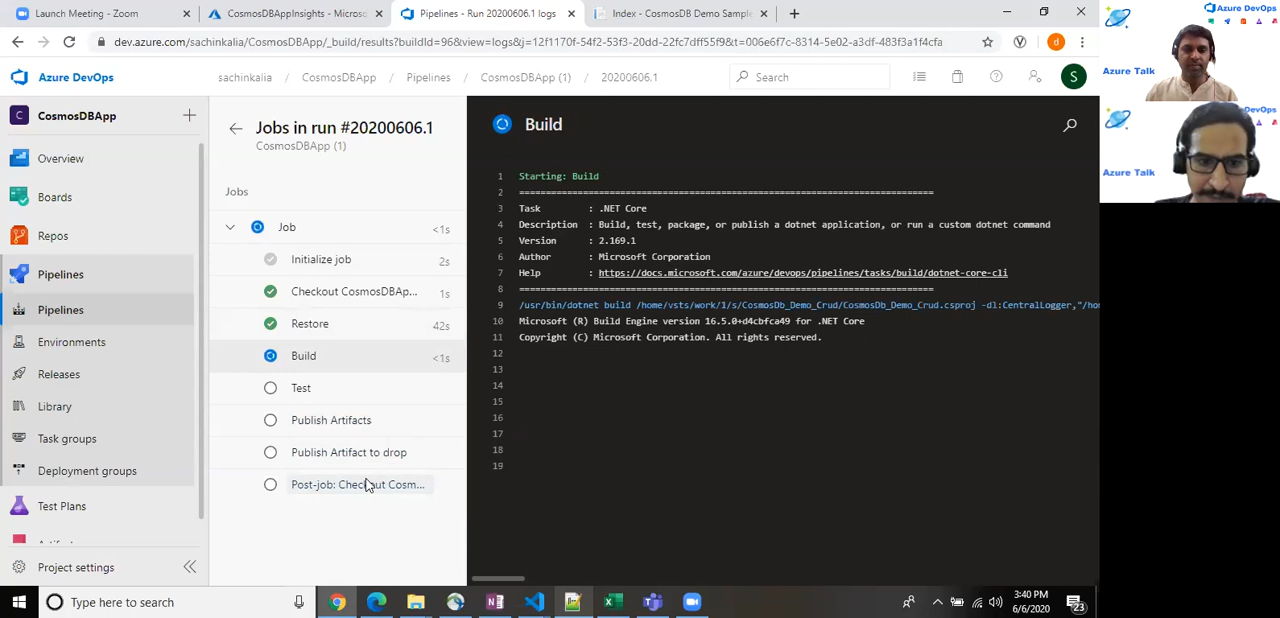 Launch Meeting - Zoom
CosmosDBAppInsights - Microso
Pipelines - Run 20200606.1 logs
Index - CosmosDB Demo Sample
dev.azure.com/sachinkalia/CosmosDBApp/_build/results?buildId=96&view=logs&j=12f1170f-54f2-53f3-20dd-22fc7dff55f9&t=006e6f7c-8314-5e02-a3df-483f3a1f4cfa
d
Azure DevOps
sachinkalia / CosmosDBApp / Pipelines / CosmosDBApp (1) / 20200606.1
Search
S
C CosmosDBApp
Overview
Boards
Repos
Pipelines
Pipelines
Environments
Releases
Library
Task groups
Deployment groups
Test Plans
Project settings
Jobs in run #20200606.1
CosmosDBApp (1)
Jobs
Job <1s
Initialize job 2s
Checkout CosmosDBAp... 1s
Restore 42s
Build <1s
Test
Publish Artifacts
Publish Artifact to drop
Post-job: Checkout Cosm...
Build
1 Starting: Build
2 ==============================================================================
3 Task : .NET Core
4 Description : Build, test, package, or publish a dotnet application, or run a custom dotnet command
5 Version : 2.169.1
6 Author : Microsoft Corporation
7 Help : https://docs.microsoft.com/azure/devops/pipelines/tasks/build/dotnet-core-cli
8 ==============================================================================
9 /usr/bin/dotnet build /home/vsts/work/1/s/CosmosDb_Demo_Crud/CosmosDb_Demo_Crud.csproj -dl:CentralLogger,"/hom
10 Microsoft (R) Build Engine version 16.5.0+d4cbfca49 for .NET Core
11 Copyright (C) Microsoft Corporation. All rights reserved.
12
13
14
15
16
17
18
19
Azure DevOps
Azure Talk
DevOps
Azure Talk
Type here to search
3:40 PM
6/6/2020
23